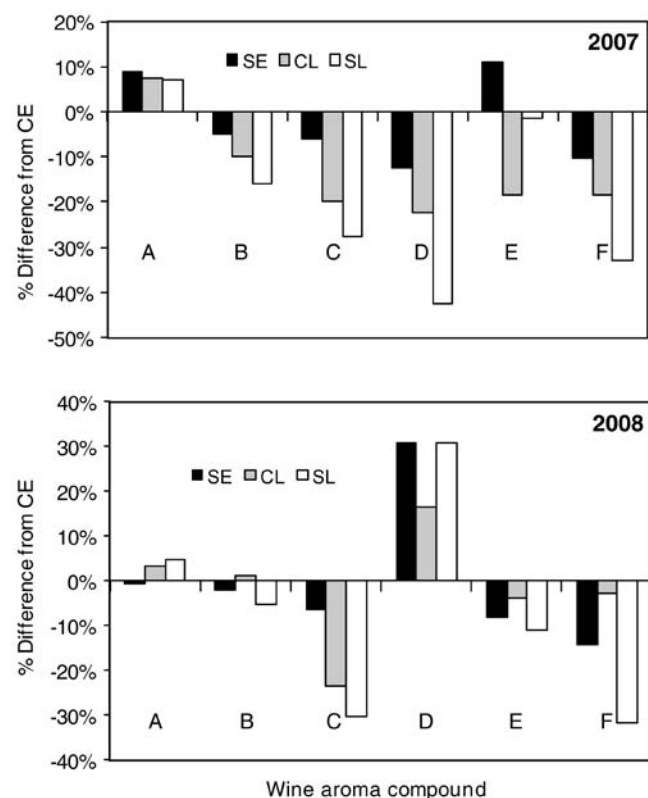 20%
2007
10%
SE CL SL
0%
-10%
-20%
-30%
-40%
-50%
% Difference from CE
A B C D E F
40%
2008
30%
20%
SE CL SL
10%
0%
-10%
-20%
-30%
-40%
% Difference from CE
A B C D E F
Wine aroma compound